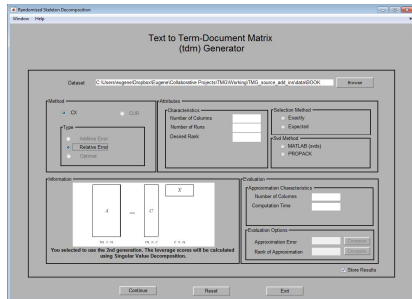 Randomized Skeleton Decomposition
Window Help
Text to Term-Document Matrix
(tdm) Generator
Dataset C:\Users\eugene\Dropbox\Eugene\Collaborative Projects\TMG\Working\TMG_source_add_ins\data\BOOK Browse
Method
CX CUR
Type
Additive Error
Relative Error
Optimal
Attributes
Characteristics
Number of Columns
Number of Runs
Desired Rank
Selection Method
Exactly
Expected
Svd Method
MATLAB (svds)
PROPACK
Information
A = C X
m × n m × c c × n
You selected to use the 2nd generation. The leverage scores will be calculated
using Singular Value Decomposition.
Evaluation
Approximation Characteristics
Number of Columns
Computation Time
Evaluation Options
Approximation Error Compute
Rank of Approximation Compute
Store Results
Continue Reset Exit